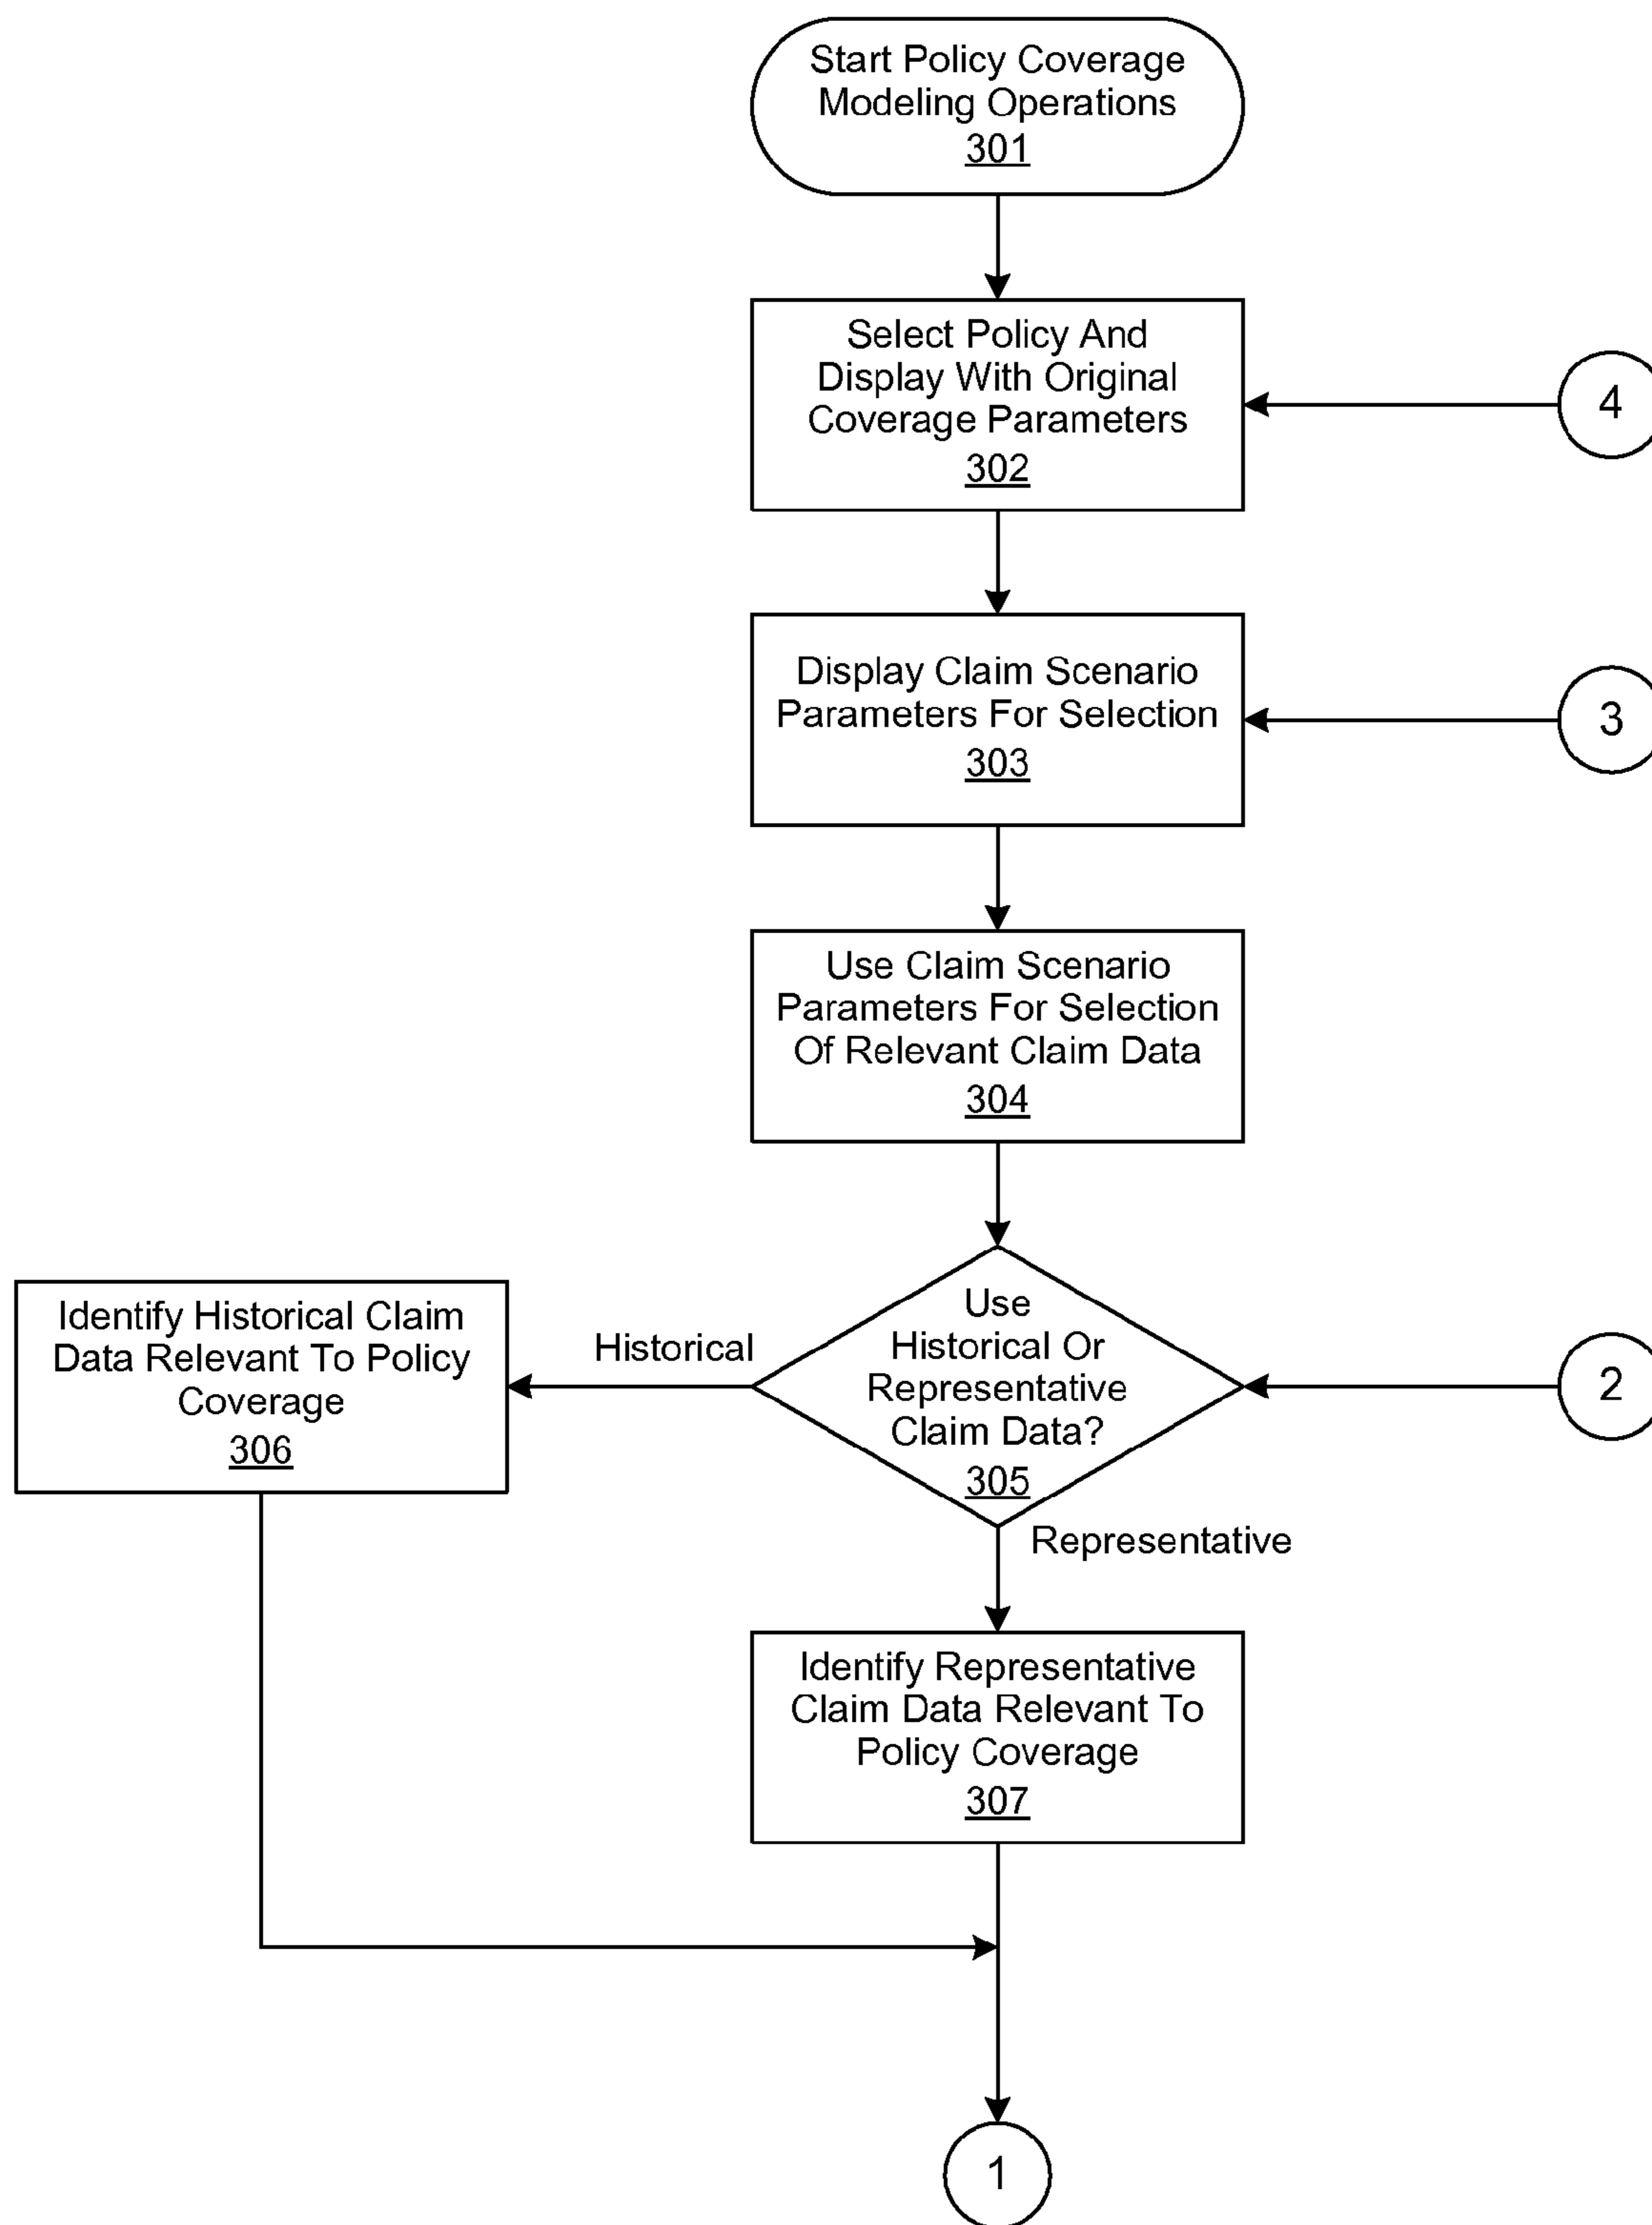 Start Policy Coverage
Modeling Operations
301
Select Policy And
Display With Original
Coverage Parameters
302
4
Display Claim Scenario
Parameters For Selection
303
3
Use Claim Scenario
Parameters For Selection
Of Relevant Claim Data
304
Identify Historical Claim
Data Relevant To Policy
Coverage
306
Historical
Use
Historical Or
Representative
Claim Data?
305
2
Representative
Identify Representative
Claim Data Relevant To
Policy Coverage
307
1